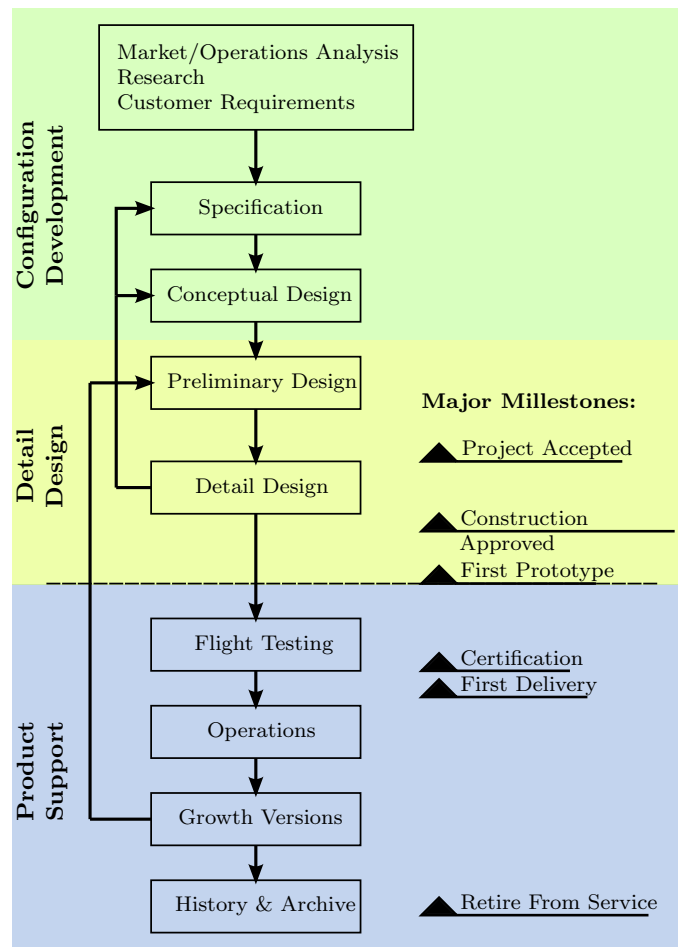 Market/Operations Analysis
Research
Customer Requirements
Configuration
Development
Specification
Conceptual Design
Preliminary Design
Detail
Design
Detail Design
Major Millestones:
Project Accepted
Construction
Approved
First Prototype
Flight Testing
Certification
First Delivery
Operations
Product
Support
Growth Versions
History & Archive
Retire From Service